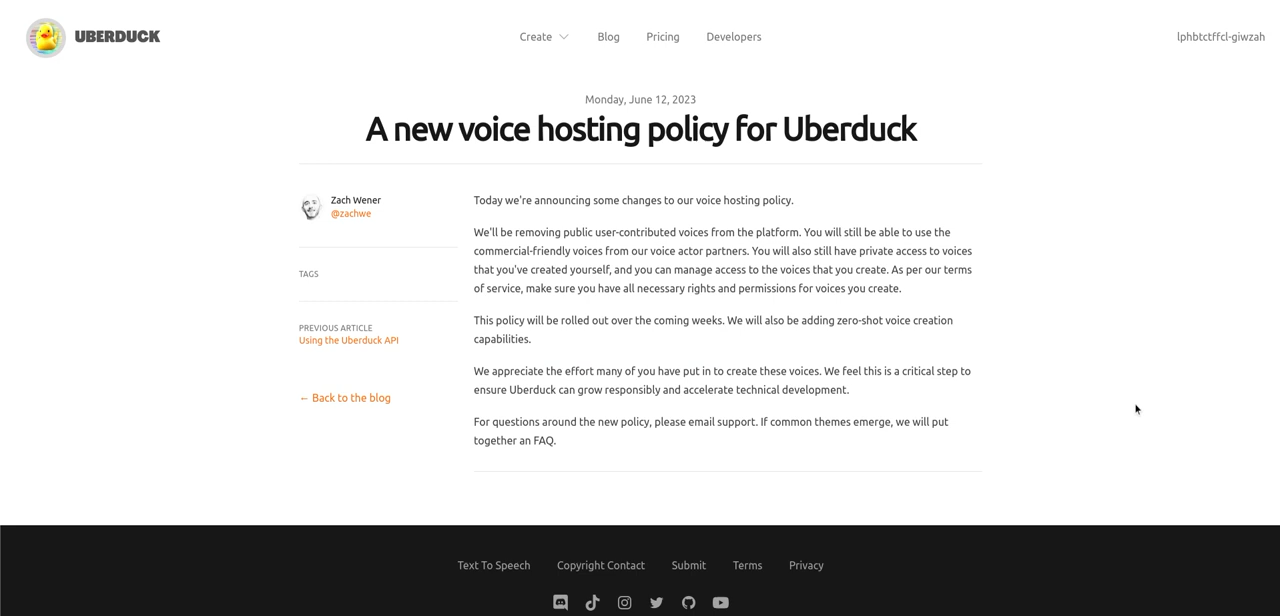 UBERDUCK
Create
Blog
Pricing
Developers
lphbtctffcl-giwzah
Monday, June 12, 2023
A new voice hosting policy for Uberduck
Zach Wener
@zachwe
TAGS
PREVIOUS ARTICLE
Using the Uberduck API
← Back to the blog
Today we're announcing some changes to our voice hosting policy.
We'll be removing public user-contributed voices from the platform. You will still be able to use the
commercial-friendly voices from our voice actor partners. You will also still have private access to voices
that you've created yourself, and you can manage access to the voices that you create. As per our terms
of service, make sure you have all necessary rights and permissions for voices you create.
This policy will be rolled out over the coming weeks. We will also be adding zero-shot voice creation
capabilities.
We appreciate the effort many of you have put in to create these voices. We feel this is a critical step to
ensure Uberduck can grow responsibly and accelerate technical development.
For questions around the new policy, please email support. If common themes emerge, we will put
together an FAQ.
Text To Speech
Copyright Contact
Submit
Terms
Privacy